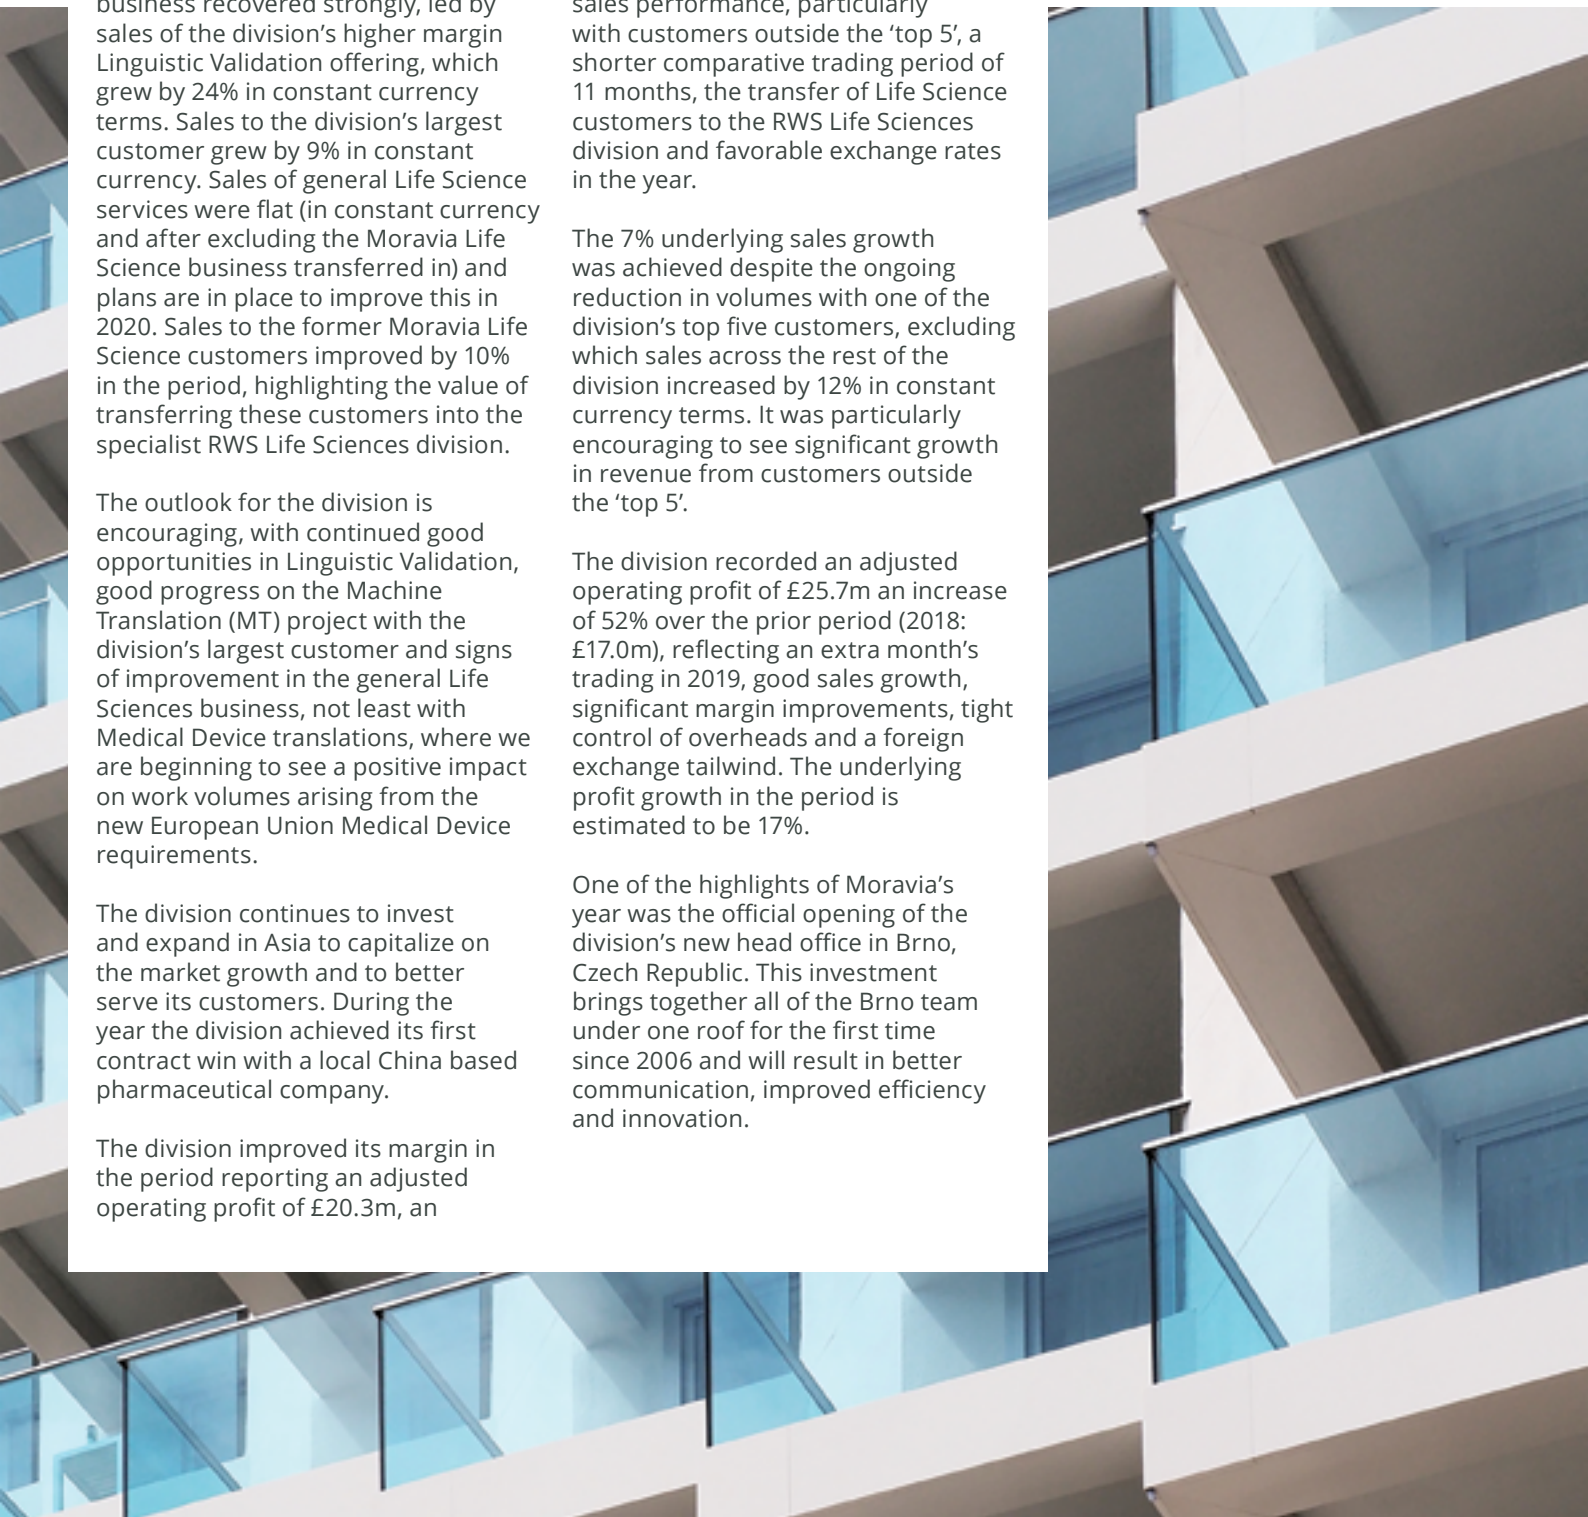 business recovered strongly, led by
sales of the division’s higher margin
Linguistic Validation offering, which
grew by 24% in constant currency
terms. Sales to the division’s largest
customer grew by 9% in constant
currency. Sales of general Life Science
services were flat (in constant currency
and after excluding the Moravia Life
Science business transferred in) and
plans are in place to improve this in
2020. Sales to the former Moravia Life
Science customers improved by 10%
in the period, highlighting the value of
transferring these customers into the
specialist RWS Life Sciences division.
The outlook for the division is
encouraging, with continued good
opportunities in Linguistic Validation,
good progress on the Machine
Translation (MT) project with the
division’s largest customer and signs
of improvement in the general Life
Sciences business, not least with
Medical Device translations, where we
are beginning to see a positive impact
on work volumes arising from the
new European Union Medical Device
requirements.
The division continues to invest
and expand in Asia to capitalize on
the market growth and to better
serve its customers. During the
year the division achieved its first
contract win with a local China based
pharmaceutical company.
The division improved its margin in
the period reporting an adjusted
operating profit of £20.3m, an
sales performance, particularly
with customers outside the ‘top 5’, a
shorter comparative trading period of
11 months, the transfer of Life Science
customers to the RWS Life Sciences
division and favorable exchange rates
in the year.
The 7% underlying sales growth
was achieved despite the ongoing
reduction in volumes with one of the
division’s top five customers, excluding
which sales across the rest of the
division increased by 12% in constant
currency terms. It was particularly
encouraging to see significant growth
in revenue from customers outside
the ‘top 5’.
The division recorded an adjusted
operating profit of £25.7m an increase
of 52% over the prior period (2018:
£17.0m), reflecting an extra month’s
trading in 2019, good sales growth,
significant margin improvements, tight
control of overheads and a foreign
exchange tailwind. The underlying
profit growth in the period is
estimated to be 17%.
One of the highlights of Moravia’s
year was the official opening of the
division’s new head office in Brno,
Czech Republic. This investment
brings together all of the Brno team
under one roof for the first time
since 2006 and will result in better
communication, improved efficiency
and innovation.